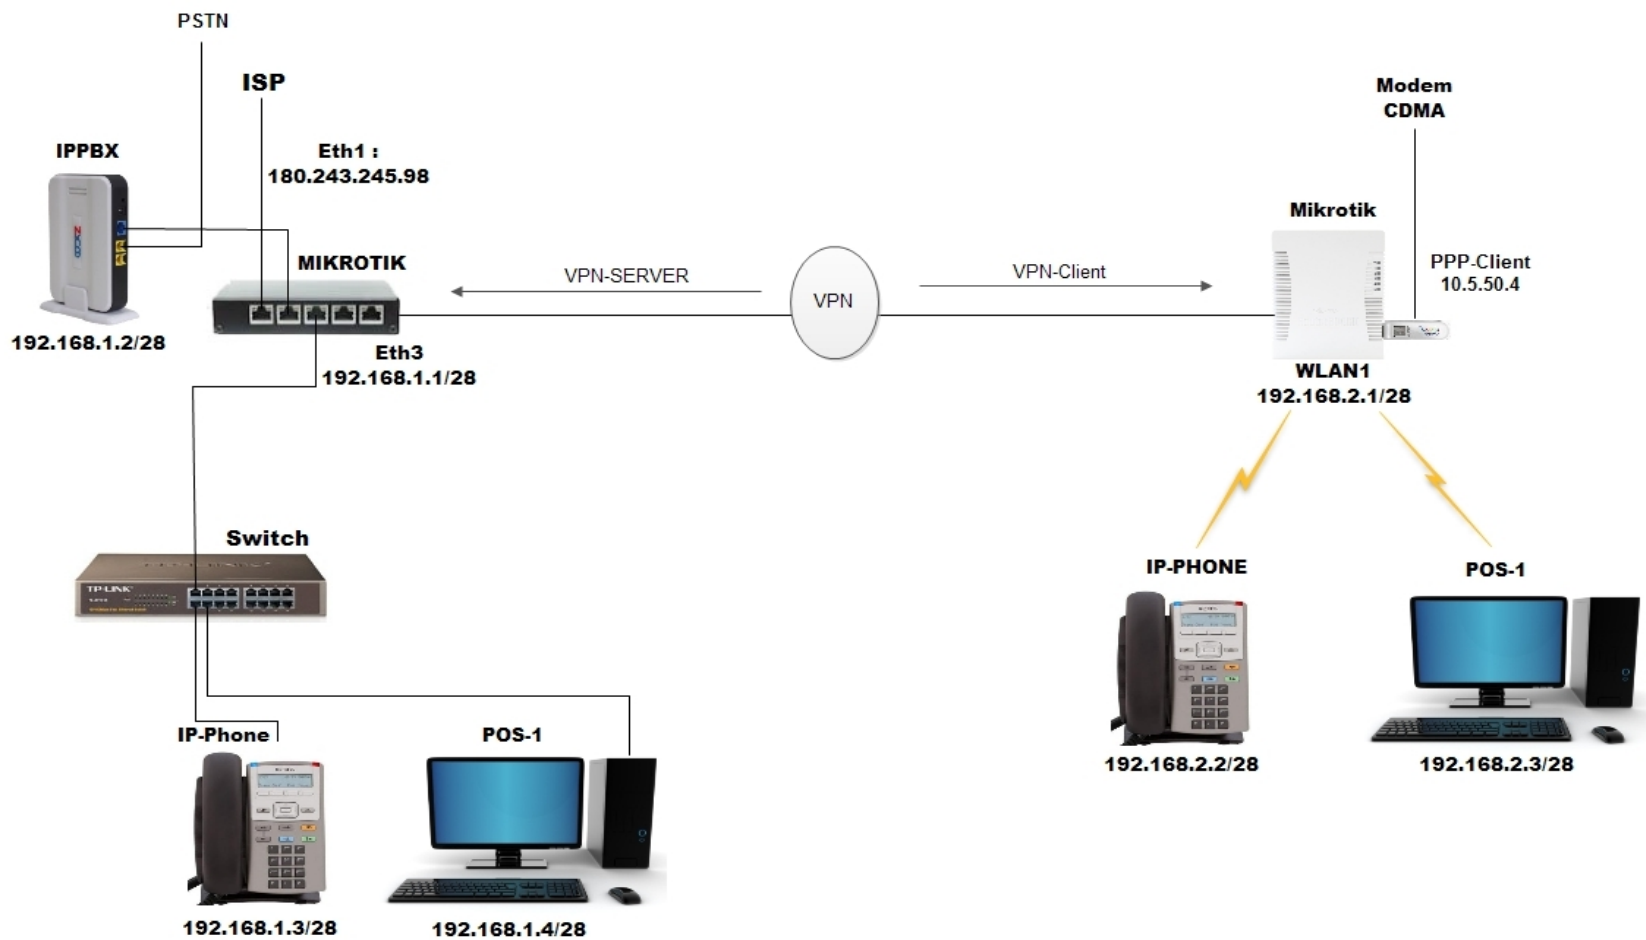 PSTN
ISP
Modem
CDMA
IPPBX
Eth1 :
180.243.245.98
Mikrotik
MIKROTIK
VPN-SERVER
VPN
VPN-Client
PPP-Client
10.5.50.4
192.168.1.2/28
Eth3
192.168.1.1/28
WLAN1
192.168.2.1/28
Switch
TP-LINK
IP-PHONE
POS-1
IP-Phone
POS-1
192.168.2.2/28
192.168.2.3/28
192.168.1.3/28
192.168.1.4/28